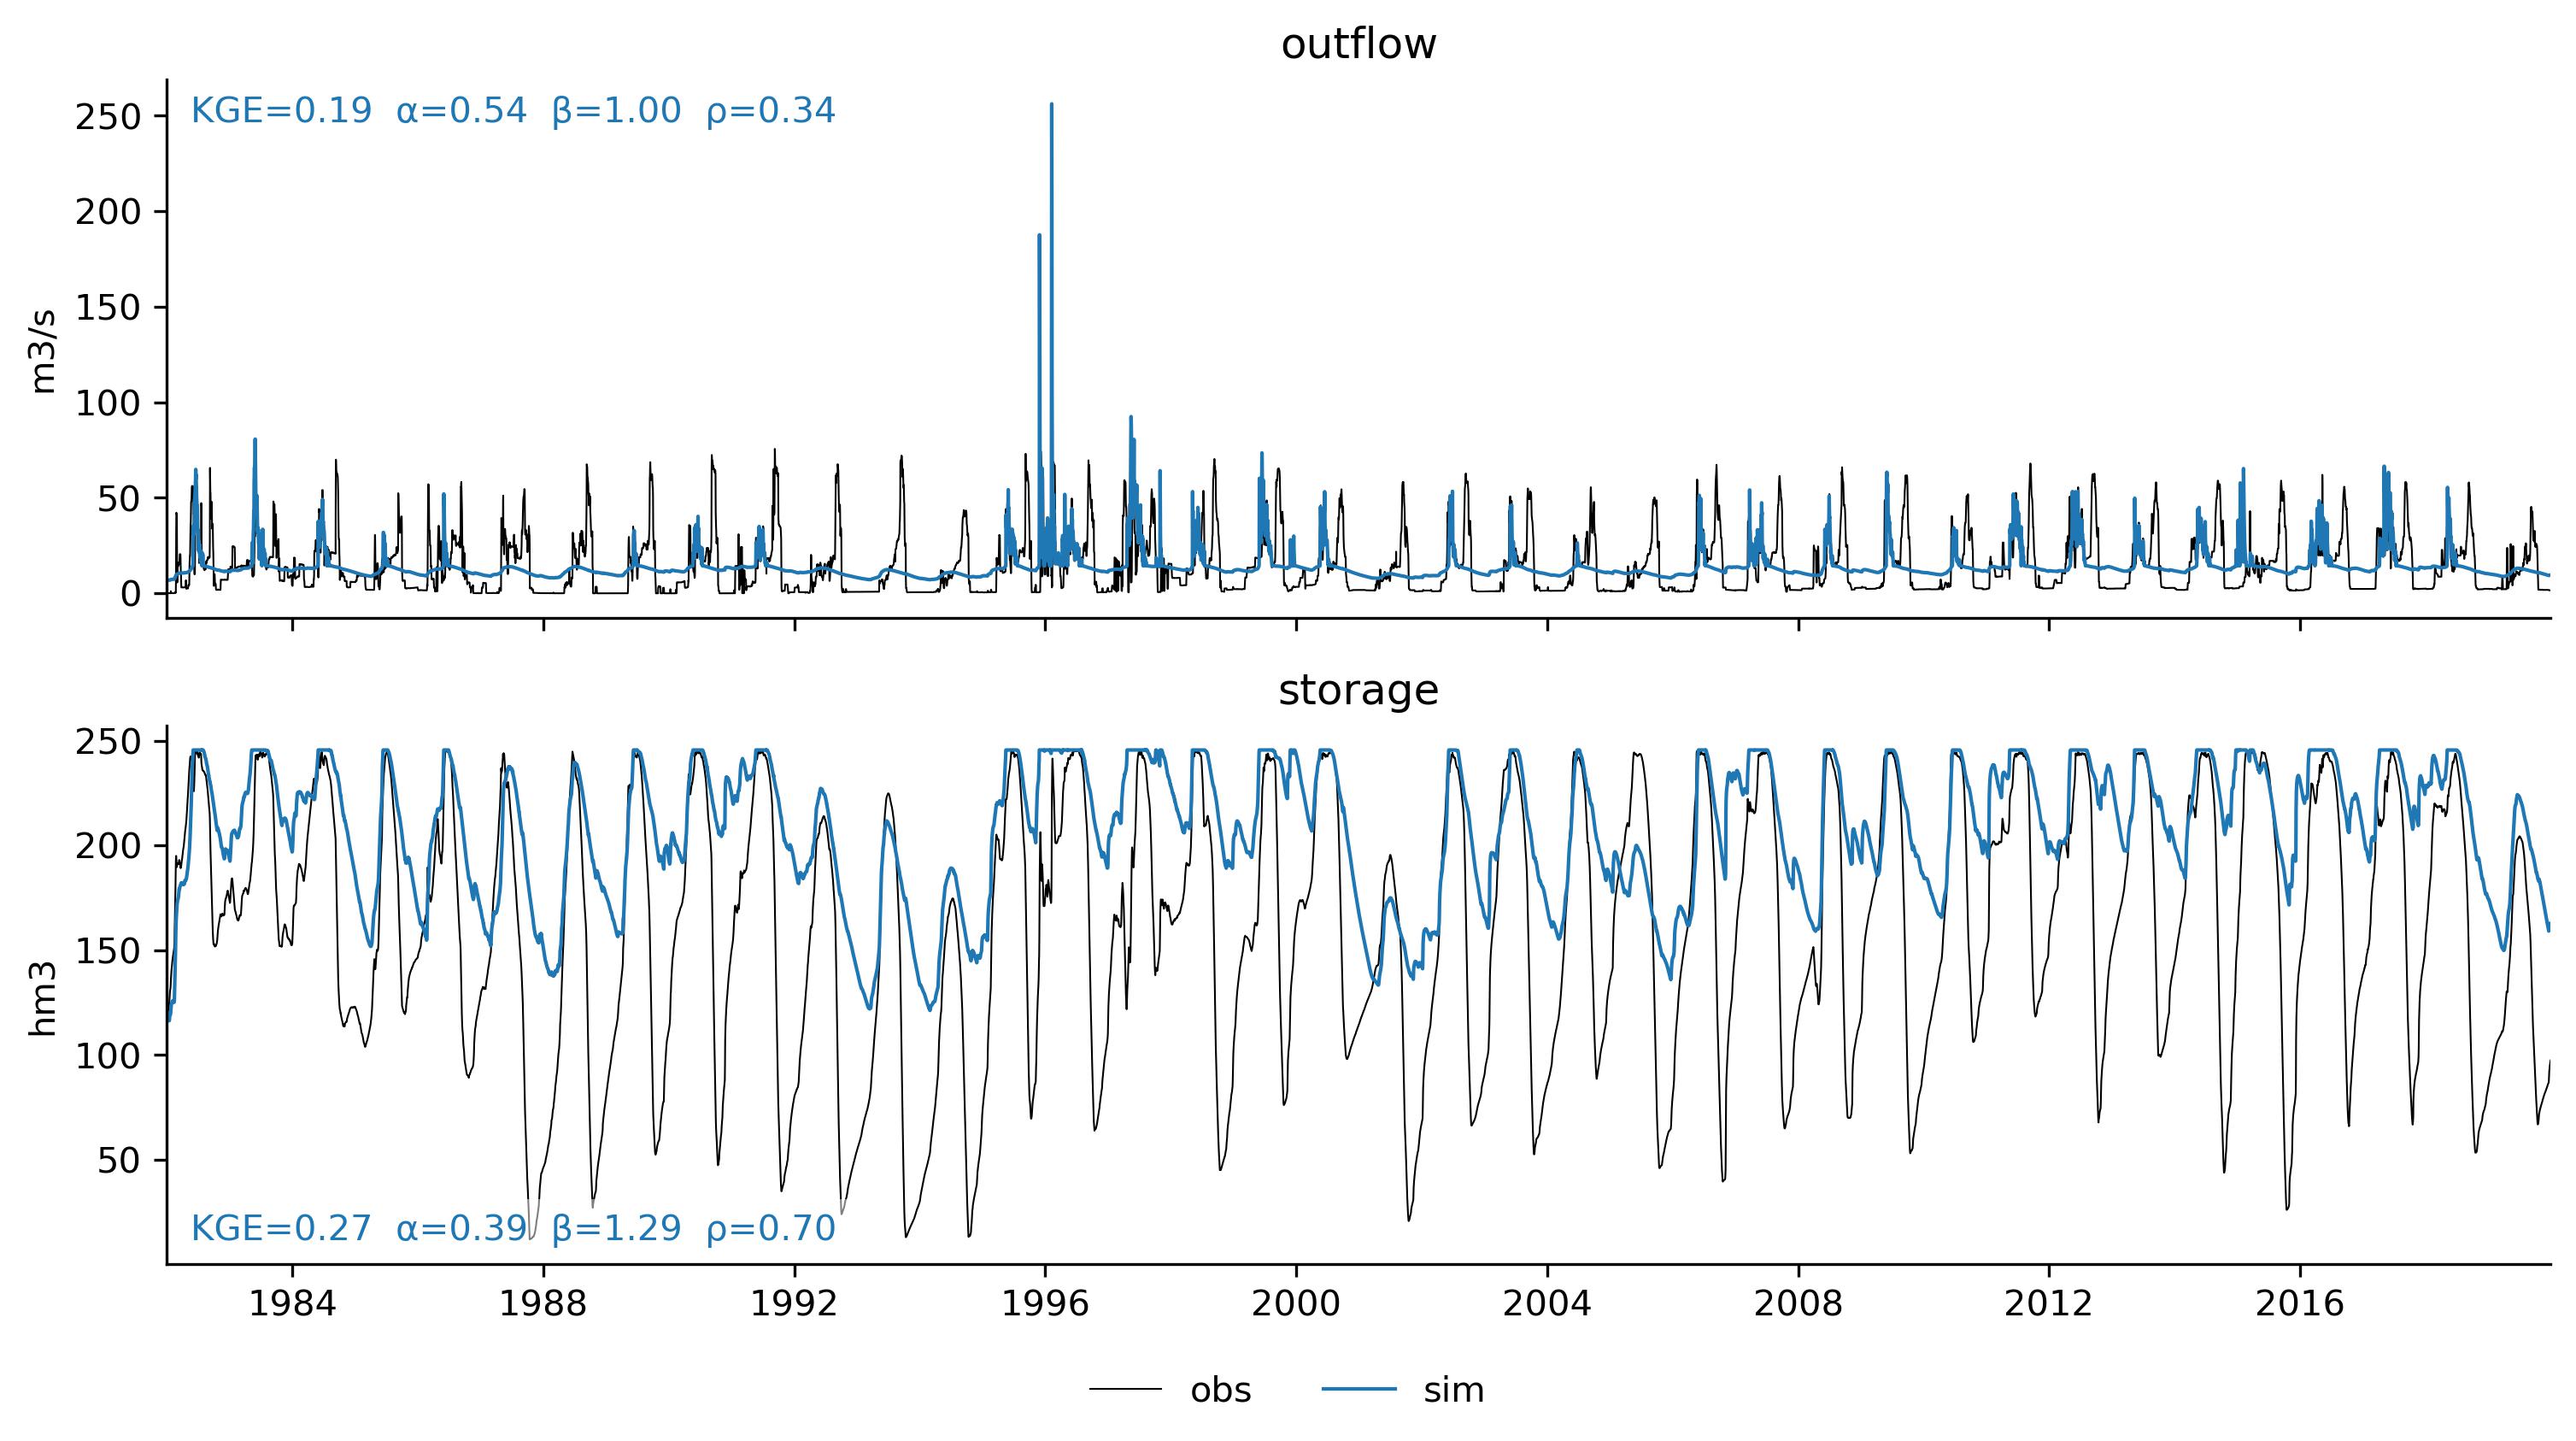 outflow
KGE=0.19 α=0.54 β=1.00 ρ=0.34
m3/s
250
200
150
100
50
0
storage
hm3
250
200
150
100
50
KGE=0.27 α=0.39 β=1.29 ρ=0.70
1984 1988 1992 1996 2000 2004 2008 2012 2016
obs sim